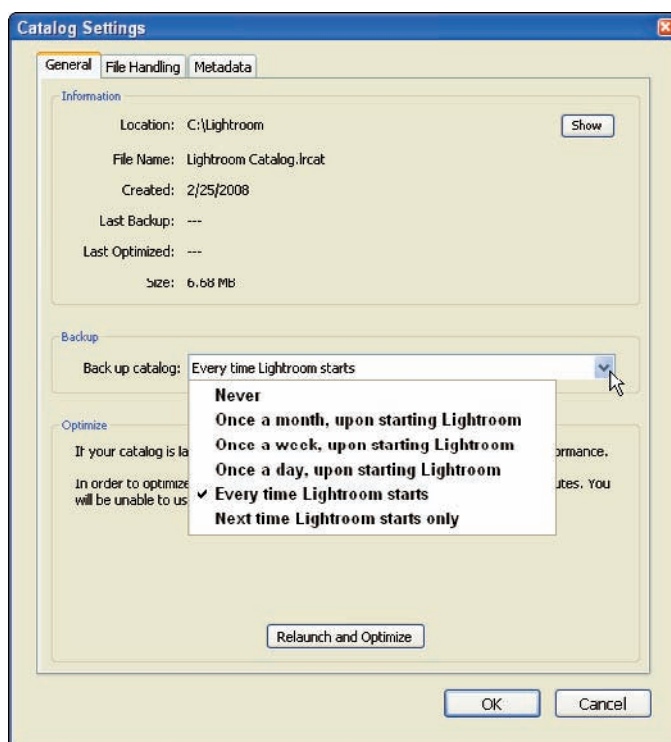 Catalog Settings
General File Handling Metadata
Information
Location: C:\Lightroom Show
File Name: Lightroom Catalog.lrcat
Created: 2/25/2008
Last Backup: ---
Last Optimized: ---
Size: 6.68 MB
Backup
Back up catalog: Every time Lightroom starts
Never
Once a month, upon starting Lightroom
Once a week, upon starting Lightroom
Once a day, upon starting Lightroom
✓ Every time Lightroom starts
Next time Lightroom starts only
Optimize
If your catalog is
In order to optimize
will be unable to You
Relaunch and Optimize
OK Cancel